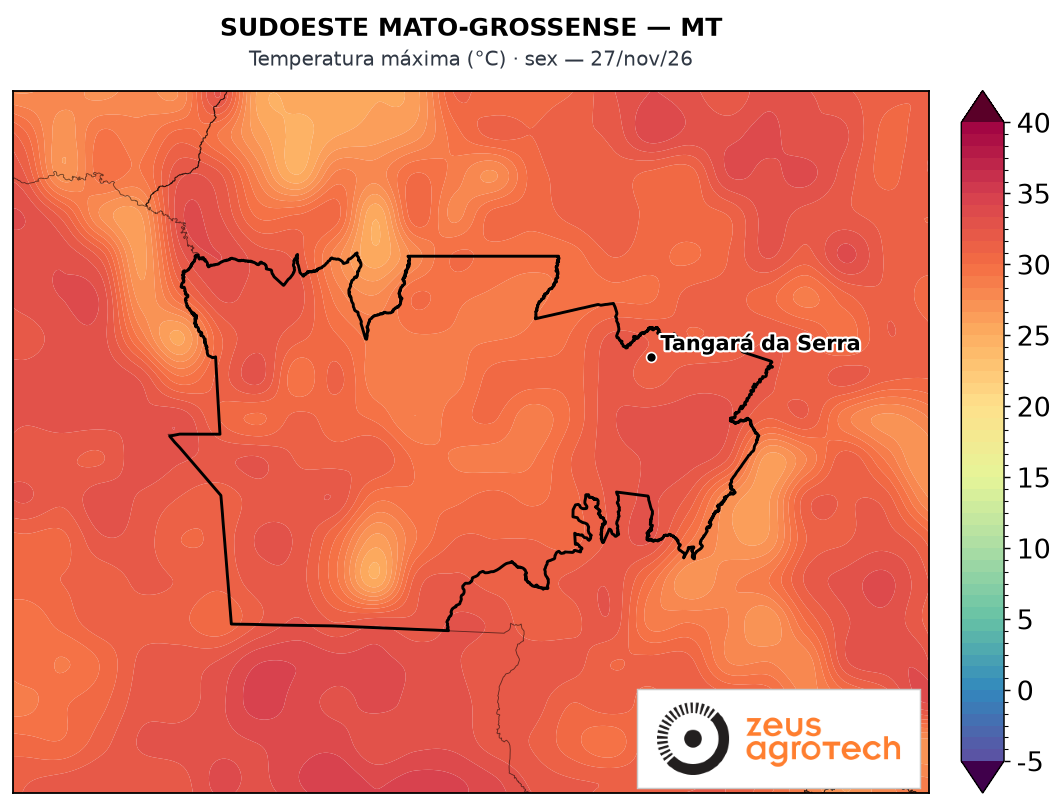 SUDOESTE MATO-GROSSENSE — MT
Temperatura máxima (°C) · sex — 27/nov/26
Tangará da Serra
40
35
30
25
20
15
10
5
0
-5
zeus
agrotech